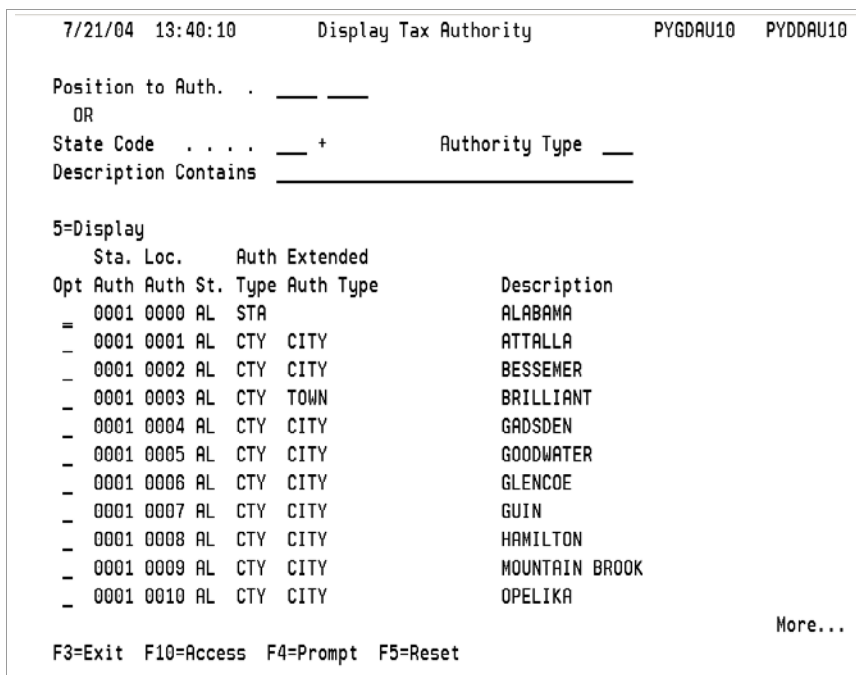 7/21/04 13:40:10 Display Tax Authority PYGDAU10 PYDDAU10
Position to Auth. . ____ ____
OR
State Code . . . . ___ + Authority Type ___
Description Contains ______________________________
5=Display
Sta. Loc. Auth Extended
Opt Auth Auth St. Type Auth Type Description
_ 0001 0000 AL STA ALABAMA
_ 0001 0001 AL CTY CITY ATTALLA
_ 0001 0002 AL CTY CITY BESSEMER
_ 0001 0003 AL CTY TOWN BRILLIANT
_ 0001 0004 AL CTY CITY GADSDEN
_ 0001 0005 AL CTY CITY GOODWATER
_ 0001 0006 AL CTY CITY GLENCOE
_ 0001 0007 AL CTY CITY GUIN
_ 0001 0008 AL CTY CITY HAMILTON
_ 0001 0009 AL CTY CITY MOUNTAIN BROOK
_ 0001 0010 AL CTY CITY OPELIKA
More...
F3=Exit F10=Access F4=Prompt F5=Reset